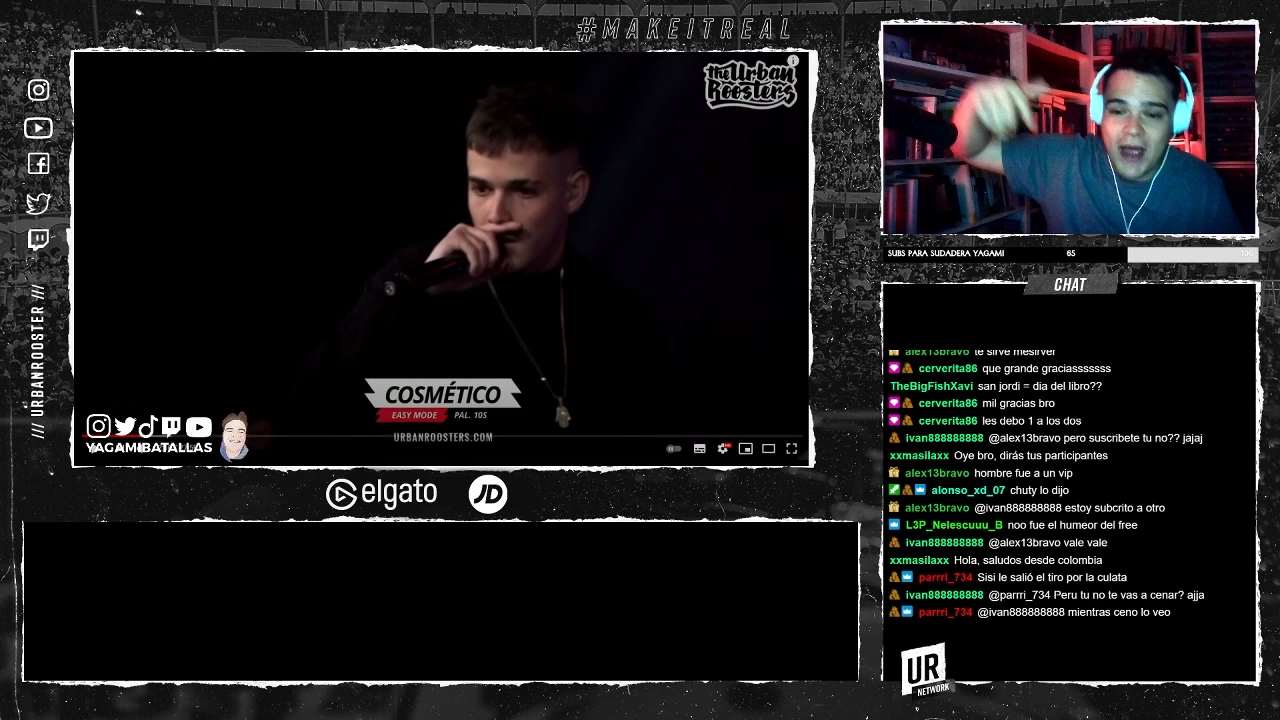 #MAKEITREAL
the Urban
Roosters
/// URBANROOSTER ///
COSMÉTICO
EASY MODE PAL. 10S
URBANROOSTERS.COM
YAGAMIBATALLAS
elgato
JD
SUBS PARA SUDADERA YAGAMI 65 100
CHAT
alex13bravo te sirve mesirver
cerverita86 que grande graciasssssss
TheBigFishXavi san jordi = dia del libro??
cerverita86 mil gracias bro
cerverita86 les debo 1 a los dos
ivan888888888 @alex13bravo pero suscribete tu no?? jajaj
xxmasilaxx Oye bro, dirás tus participantes
alex13bravo hombre fue a un vip
alonso_xd_07 chuty lo dijo
alex13bravo @ivan888888888 estoy subcrito a otro
L3P_Nelescuuu_B noo fue el humeor del free
ivan888888888 @alex13bravo vale vale
xxmasilaxx Hola, saludos desde colombia
parrri_734 Sisi le salió el tiro por la culata
ivan888888888 @parrri_734 Peru tu no te vas a cenar? ajja
parrri_734 @ivan888888888 mientras ceno lo veo
UR
NETWORK